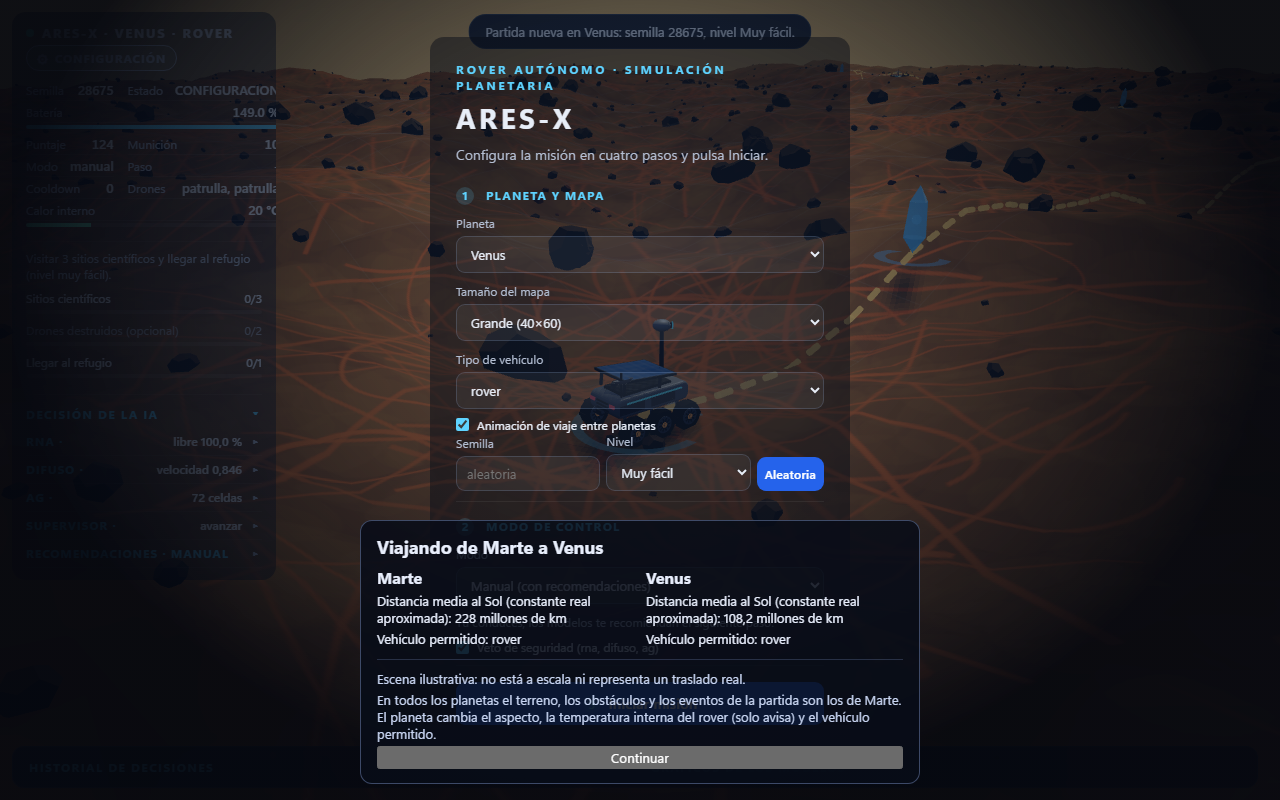 Partida nueva en Venus: semilla 28675, nivel Muy fácil.
ARES-X · VENUS · ROVER
CONFIGURACIÓN
Semilla 28675 Estado CONFIGURACION
Batería 149.0 %
Puntaje 124 Munición 10
Modo manual Paso
Cooldown 0 Drones patrulla, patrulla
Calor interno 20 °C
Visitar 3 sitios científicos y llegar al refugio
(nivel muy fácil).
Sitios científicos 0/3
Drones destruidos (opcional) 0/2
Llegar al refugio 0/1
DECISIÓN DE LA IA
RNA · libre 100,0 %
DIFUSO · velocidad 0,846
AG 72 celdas
SUPERVISOR · avanzar
RECOMENDACIONES · MANUAL
HISTORIAL DE DECISIONES
ROVER AUTÓNOMO · SIMULACIÓN
PLANETARIA
ARES-X
Configura la misión en cuatro pasos y pulsa Iniciar.
1 PLANETA Y MAPA
Planeta
Venus
Tamaño del mapa
Grande (40×60)
Tipo de vehículo
rover
Animación de viaje entre planetas
Semilla Nivel
aleatoria Muy fácil Aleatoria
2 MODO DE CONTROL
Manual (con recomendaciones)
Veto de seguridad (rna, difuso, ag)
Viajando de Marte a Venus
Marte
Distancia media al Sol (constante real
aproximada): 228 millones de km
Vehículo permitido: rover
Venus
Distancia media al Sol (constante real
aproximada): 108,2 millones de km
Vehículo permitido: rover
Escena ilustrativa: no está a escala ni representa un traslado real.
En todos los planetas el terreno, los obstáculos y los eventos de la partida son los de Marte.
El planeta cambia el aspecto, la temperatura interna del rover (solo avisa) y el vehículo
permitido.
Continuar